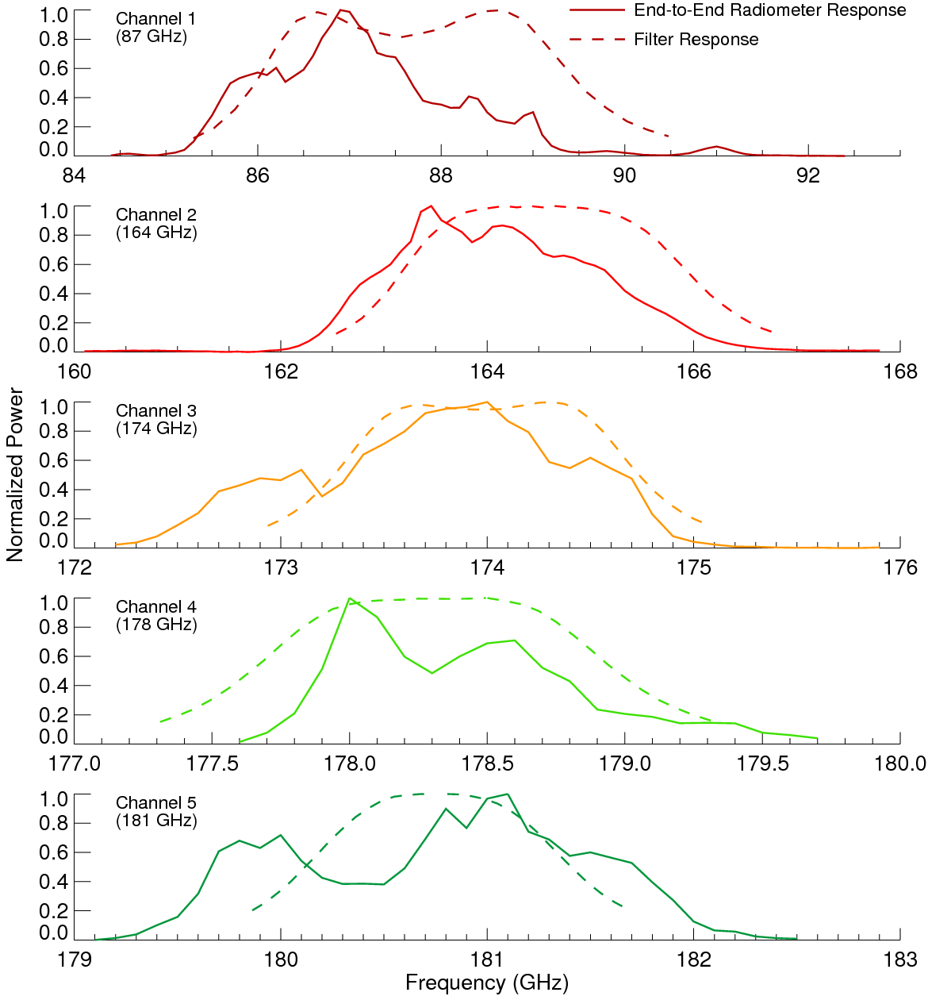 End-to-End Radiometer Response
Filter Response
Channel 1
(87 GHz)
1.0
0.8
0.6
0.4
0.2
0.0
84 86 88 90 92
Channel 2
(164 GHz)
1.0
0.8
0.6
0.4
0.2
0.0
160 162 164 166 168
Normalized Power
Channel 3
(174 GHz)
1.0
0.8
0.6
0.4
0.2
0.0
172 173 174 175 176
Channel 4
(178 GHz)
1.0
0.8
0.6
0.4
0.2
0.0
177.0 177.5 178.0 178.5 179.0 179.5 180.0
Channel 5
(181 GHz)
1.0
0.8
0.6
0.4
0.2
0.0
179 180 181 182 183
Frequency (GHz)